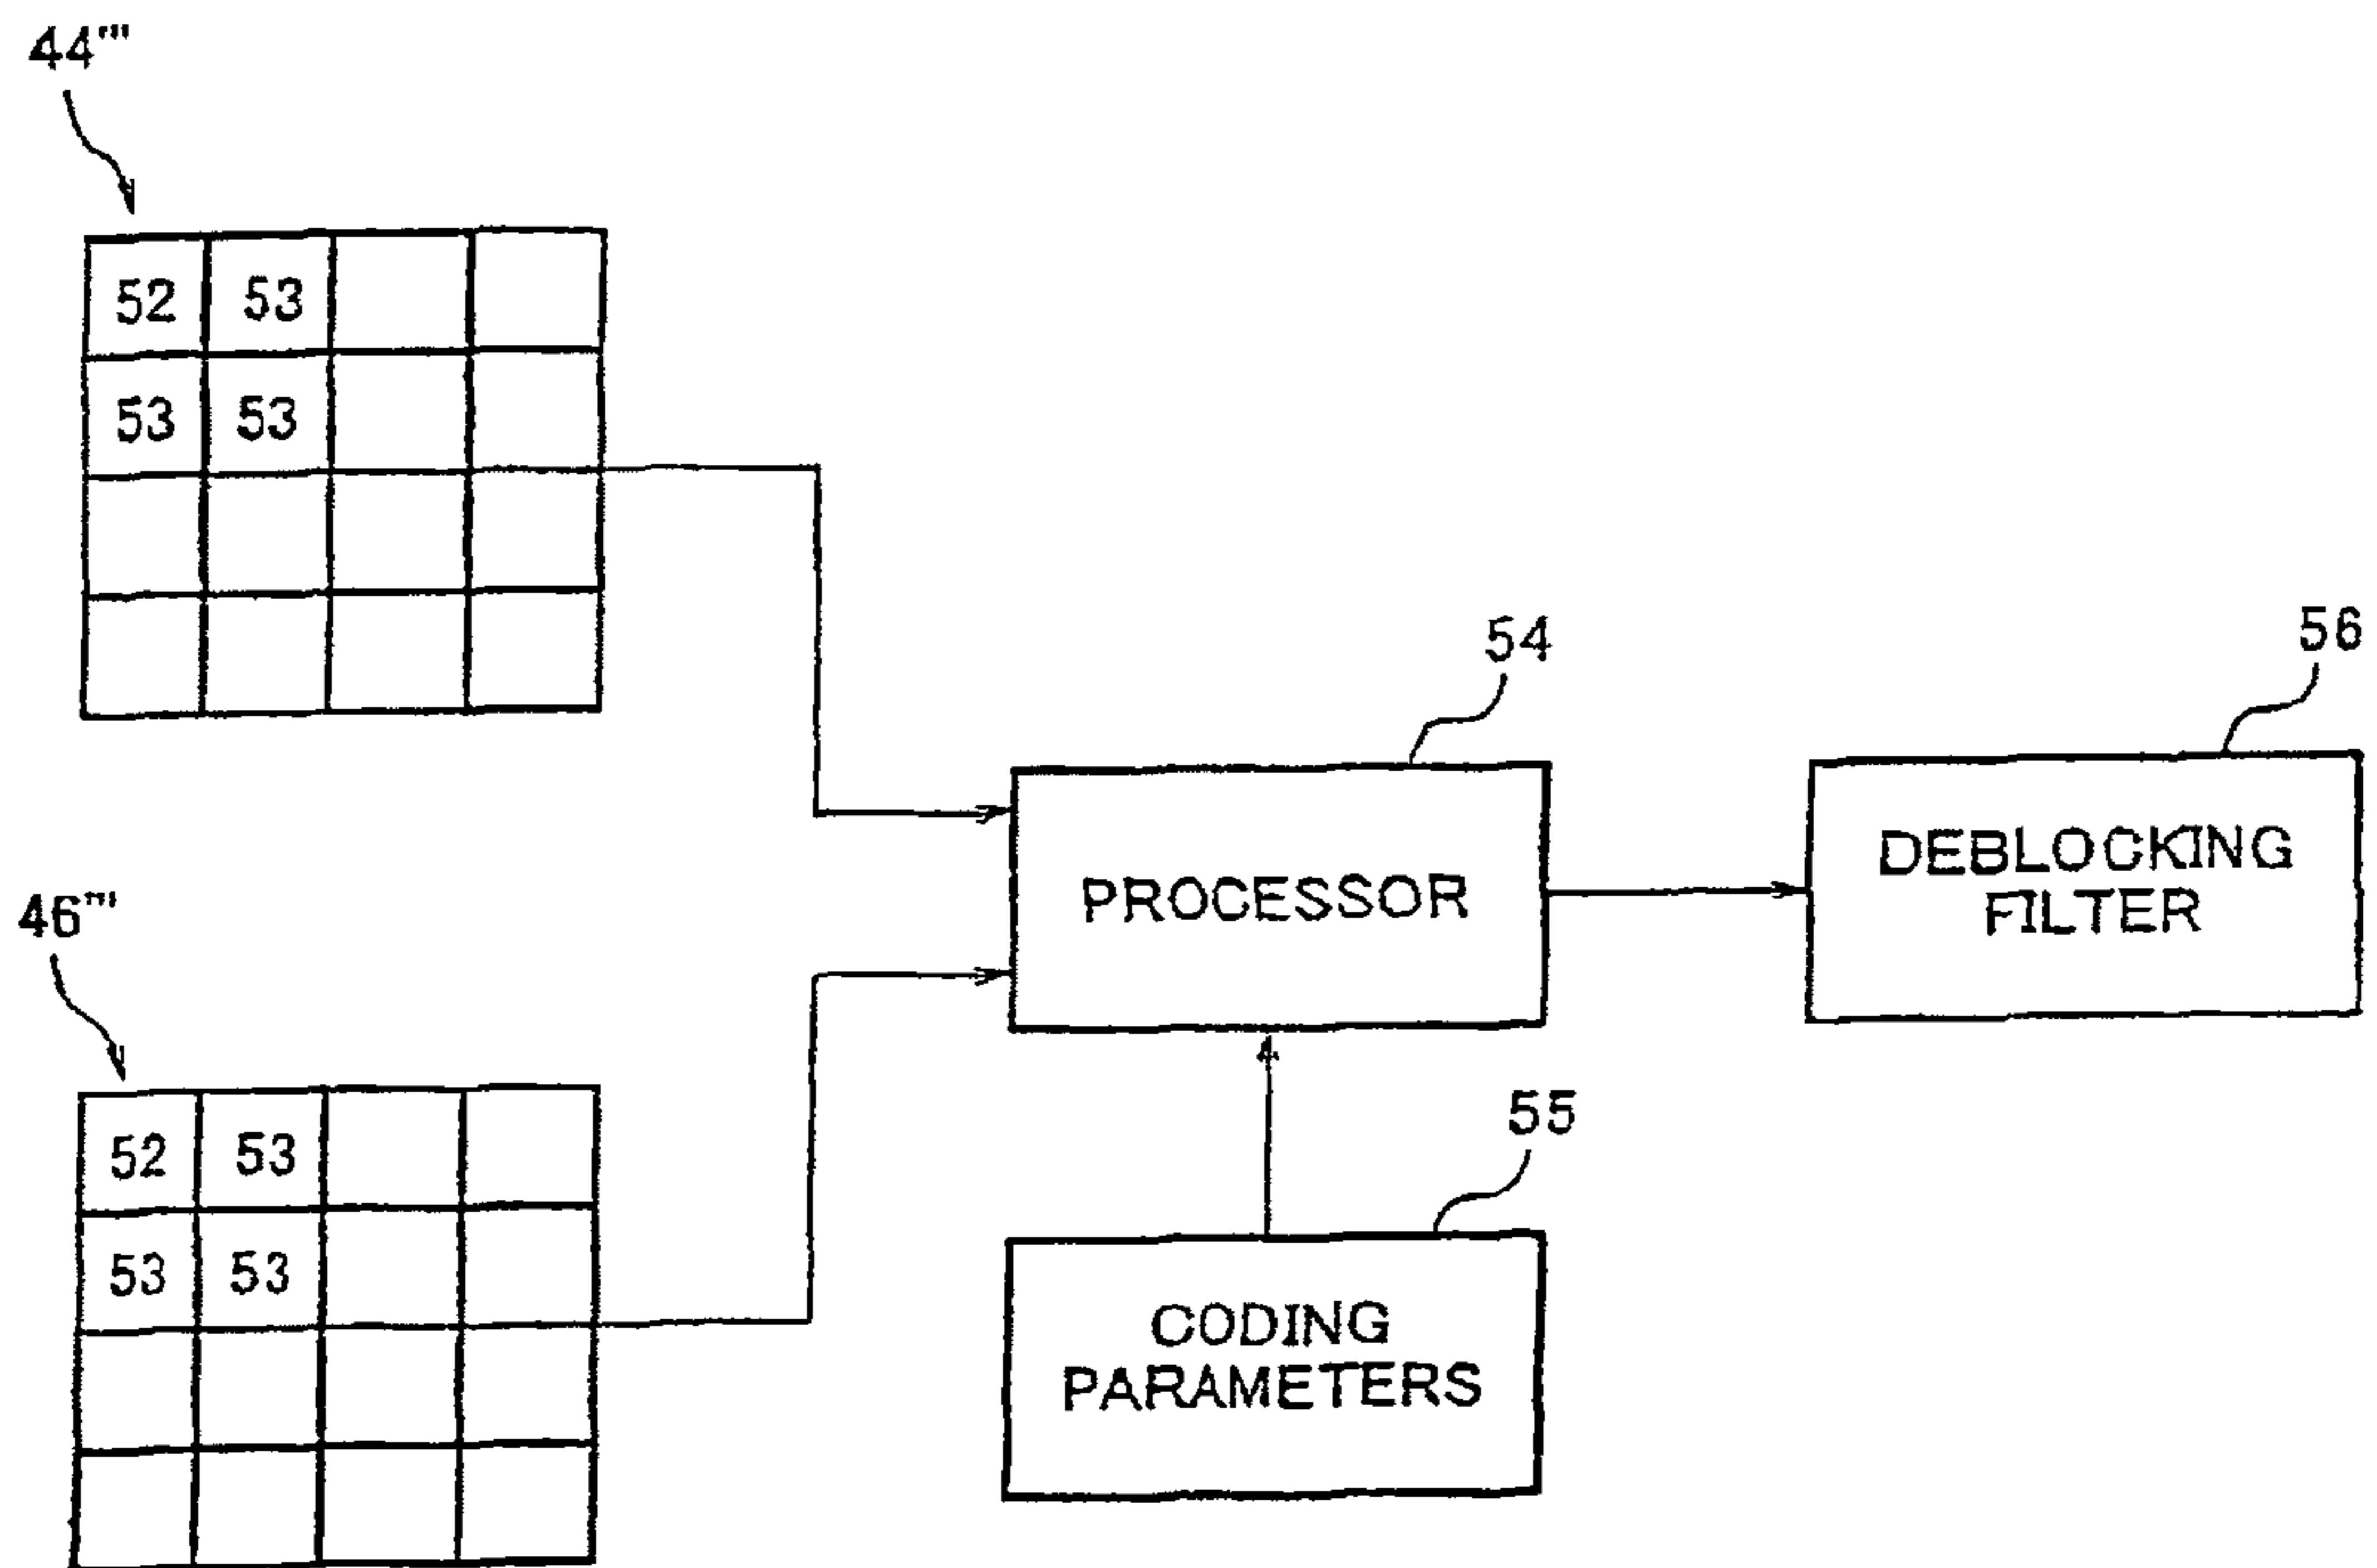 44'''
52 53
53 53
54
56
PROCESSOR
DEBLOCKING
FILTER
46'''
52 53
53 53
55
CODING
PARAMETERS